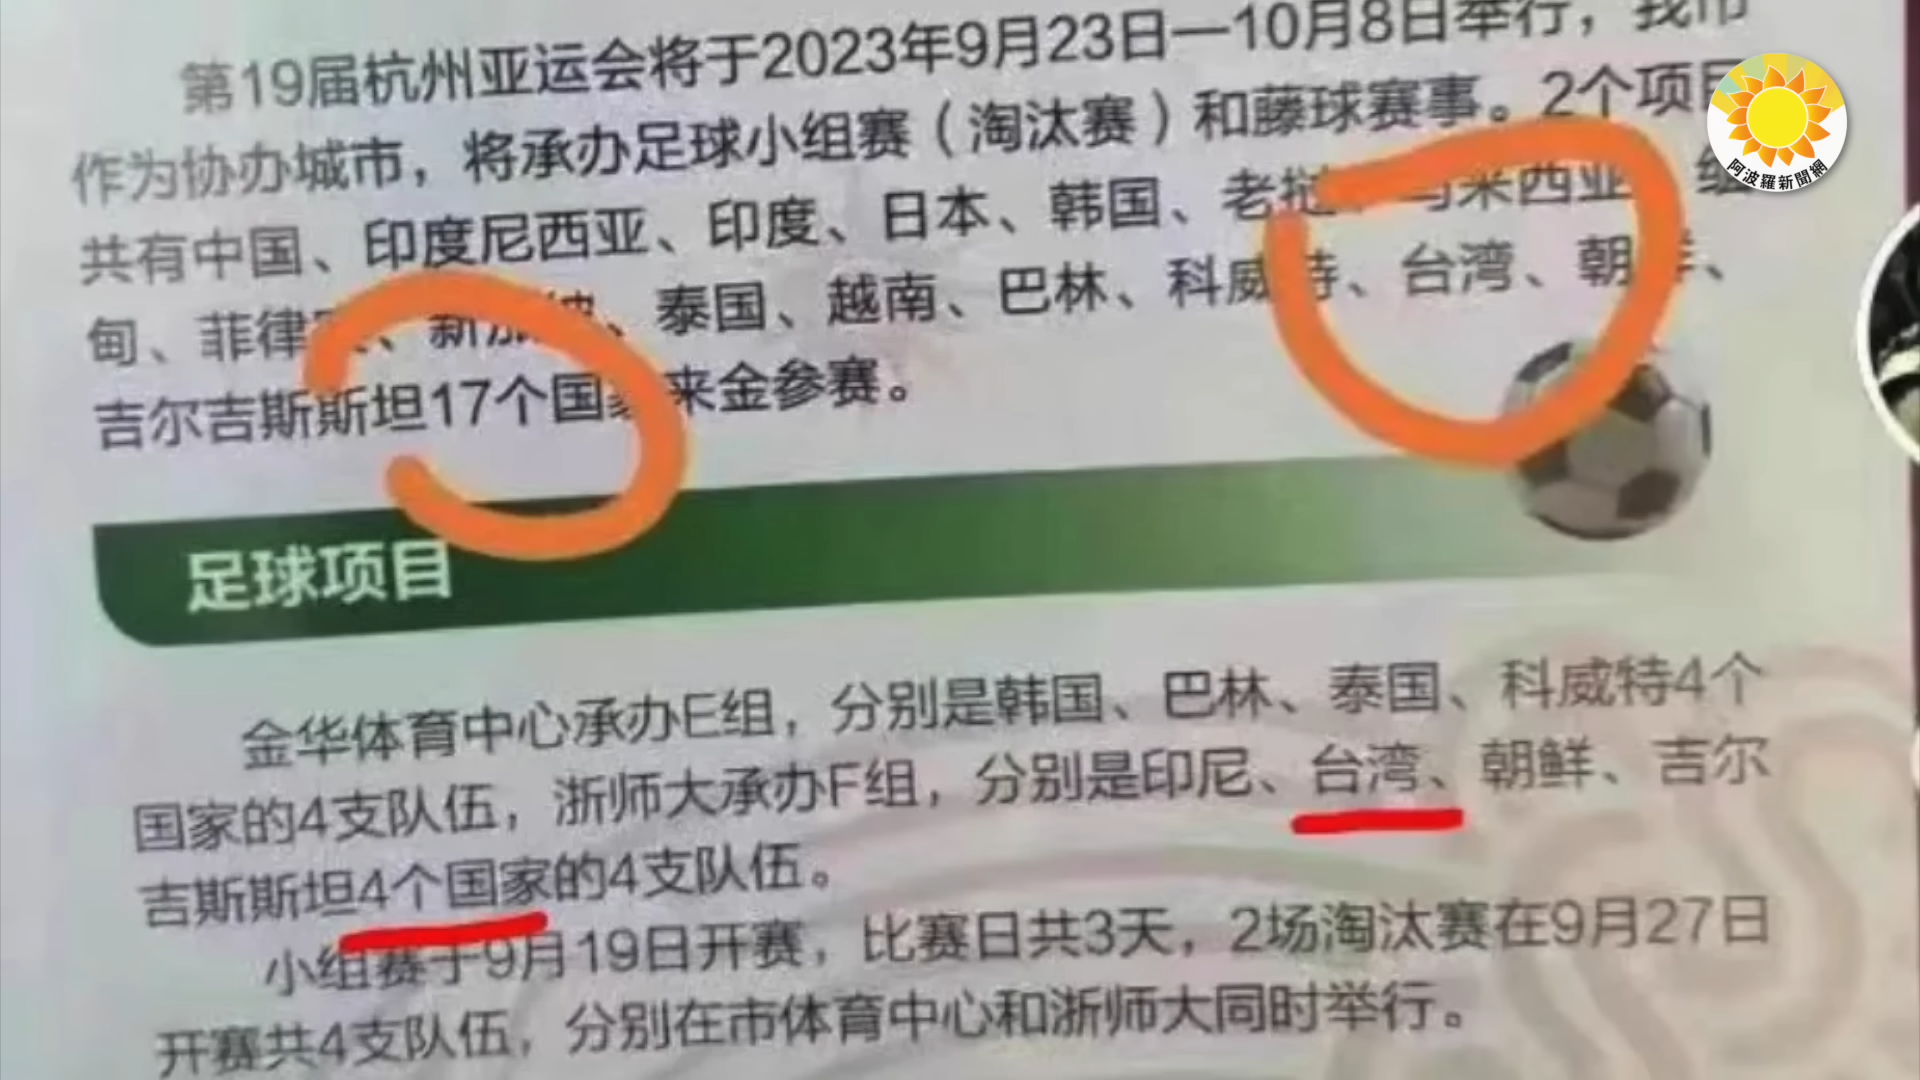 第19届杭州亚运会将于2023年9月23日—10月8日举行，我市
作为协办城市，将承办足球小组赛（淘汰赛）和藤球赛事。2个项目
共有中国、印度尼西亚、印度、日本、韩国、老挝、马来西亚、缅
甸、菲律宾、新加坡、泰国、越南、巴林、科威特、台湾、朝鲜、
吉尔吉斯斯坦17个国家来金参赛。
足球项目
金华体育中心承办E组，分别是韩国、巴林、泰国、科威特4个
国家的4支队伍，浙师大承办F组，分别是印尼、台湾、朝鲜、吉尔
吉斯斯坦4个国家的4支队伍。
小组赛于9月19日开赛，比赛日共3天，2场淘汰赛在9月27日
开赛共4支队伍，分别在市体育中心和浙师大同时举行。
阿波羅新聞網